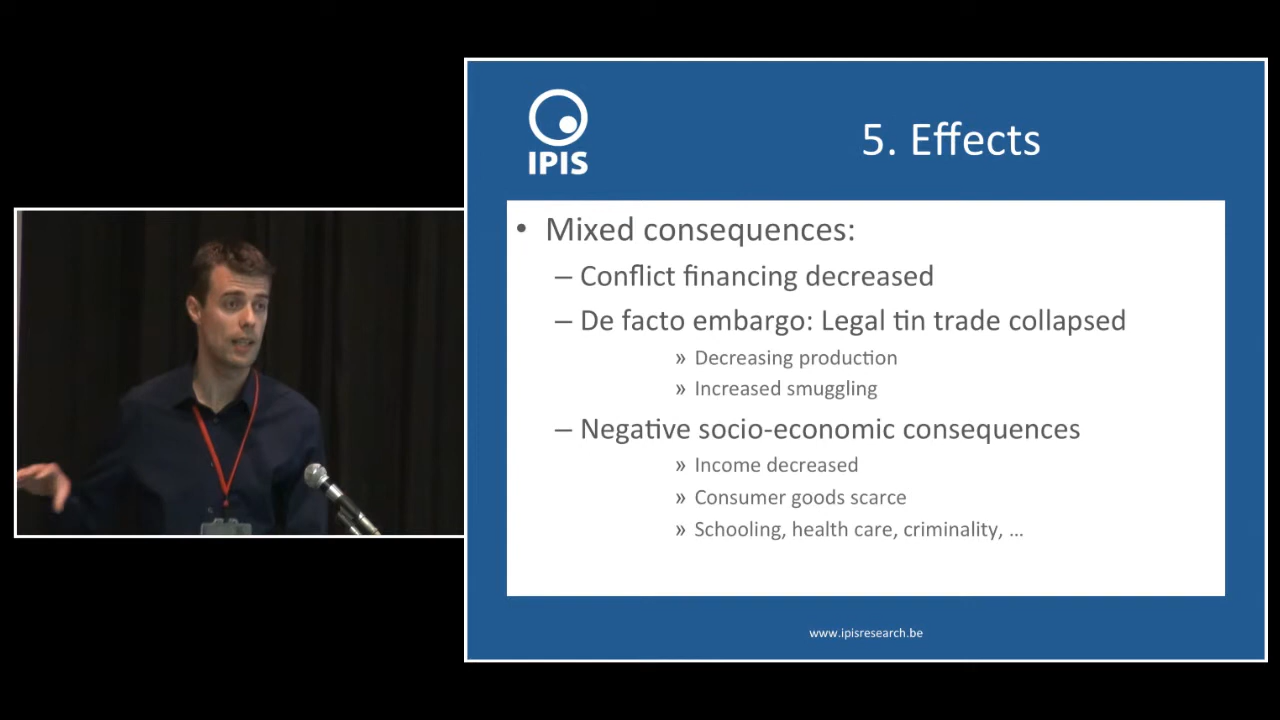 IPIS
5. Effects
• Mixed consequences:
– Conflict financing decreased
– De facto embargo: Legal tin trade collapsed
» Decreasing production
» Increased smuggling
– Negative socio-economic consequences
» Income decreased
» Consumer goods scarce
» Schooling, health care, criminality, ...
www.ipisresearch.be